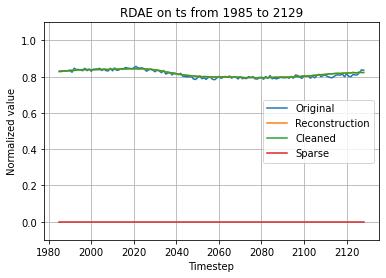 RDAE on ts from 1985 to 2129
1.0
0.8
0.6
0.4
0.2
0.0
Normalized value
Original
Reconstruction
Cleaned
Sparse
1980 2000 2020 2040 2060 2080 2100 2120
Timestep